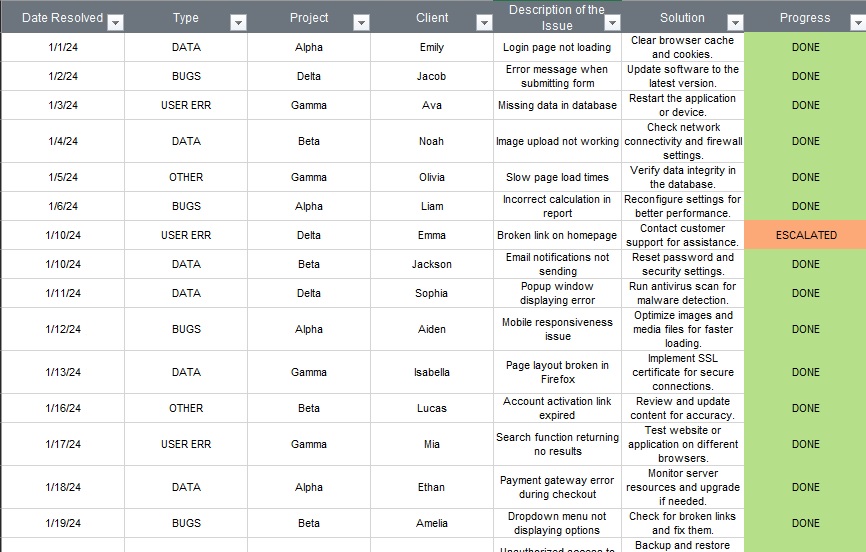 Date Resolved Type Project Client Description of the Issue Solution Progress
1/1/24 DATA Alpha Emily Login page not loading Clear browser cache and cookies. DONE
1/2/24 BUGS Delta Jacob Error message when submitting form Update software to the latest version. DONE
1/3/24 USER ERR Gamma Ava Missing data in database Restart the application or device. DONE
1/4/24 DATA Beta Noah Image upload not working Check network connectivity and firewall settings. DONE
1/5/24 OTHER Gamma Olivia Slow page load times Verify data integrity in the database. DONE
1/6/24 BUGS Alpha Liam Incorrect calculation in report Reconfigure settings for better performance. DONE
1/10/24 USER ERR Delta Emma Broken link on homepage Contact customer support for assistance. ESCALATED
1/10/24 DATA Beta Jackson Email notifications not sending Reset password and security settings. DONE
1/11/24 DATA Delta Sophia Popup window displaying error Run antivirus scan for malware detection. DONE
1/12/24 BUGS Alpha Aiden Mobile responsiveness issue Optimize images and media files for faster loading. DONE
1/13/24 DATA Gamma Isabella Page layout broken in Firefox Implement SSL certificate for secure connections. DONE
1/16/24 OTHER Beta Lucas Account activation link expired Review and update content for accuracy. DONE
1/17/24 USER ERR Gamma Mia Search function returning no results Test website or application on different browsers. DONE
1/18/24 DATA Alpha Ethan Payment gateway error during checkout Monitor server resources and upgrade if needed. DONE
1/19/24 BUGS Beta Amelia Dropdown menu not displaying options Check for broken links and fix them. DONE
Unauthorized access to Backup and restore